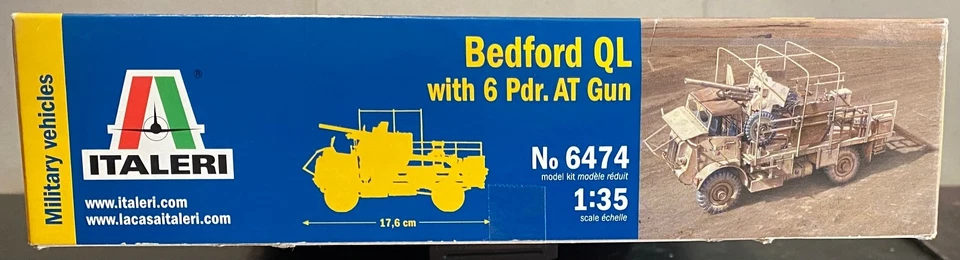 Military vehicles
ITALERI
®
www.italeri.com
www.lacasaitaleri.com
Bedford QL
with 6 Pdr. AT Gun
No 6474
model kit modèle réduit
1:35
scale échelle
17,6 cm